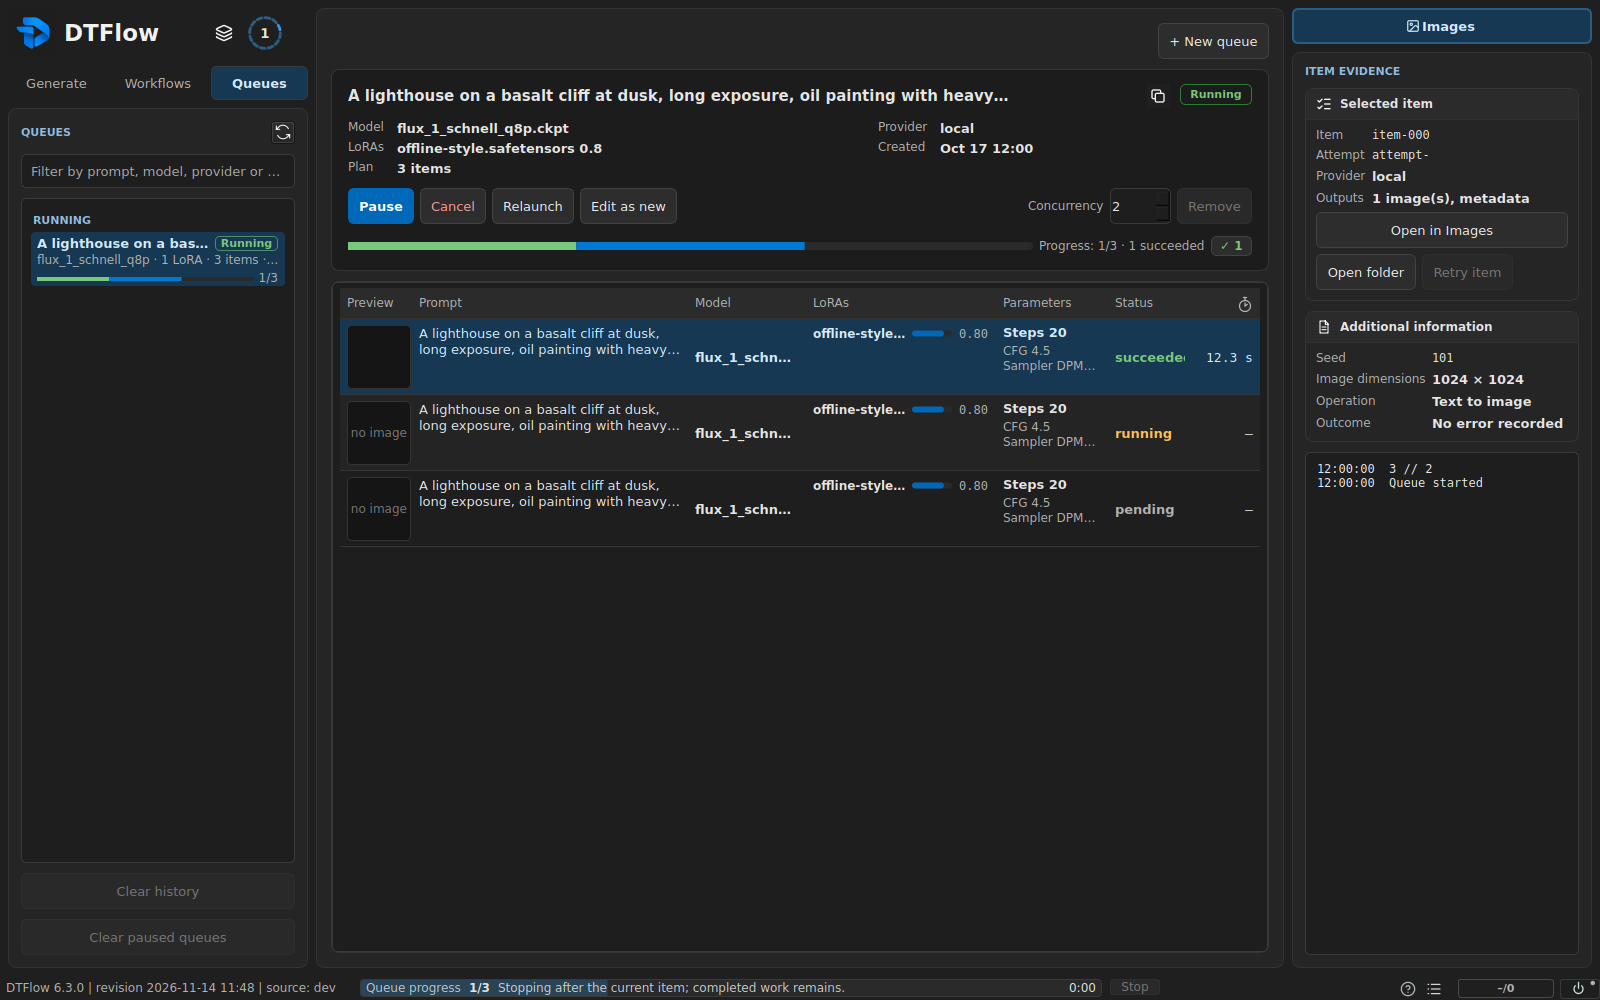 DTFlow
1
Generate
Workflows
Queues
QUEUES
Filter by prompt, model, provider or ...
RUNNING
A lighthouse on a bas...
Running
flux_1_schnell_q8p · 1 LoRA · 3 items ·...
1/3
Clear history
Clear paused queues
+ New queue
A lighthouse on a basalt cliff at dusk, long exposure, oil painting with heavy...
Running
Model flux_1_schnell_q8p.ckpt
Provider local
LoRAs offline-style.safetensors 0.8
Created Oct 17 12:00
Plan 3 items
Pause
Cancel
Relaunch
Edit as new
Concurrency 2
Remove
Progress: 1/3 · 1 succeeded
✓ 1
Preview Prompt Model LoRAs Parameters Status
A lighthouse on a basalt cliff at dusk,
long exposure, oil painting with heavy...
flux_1_schn...
offline-style... 0.80
Steps 20
CFG 4.5
Sampler DPM...
succeeded
12.3 s
no image
A lighthouse on a basalt cliff at dusk,
long exposure, oil painting with heavy...
flux_1_schn...
offline-style... 0.80
Steps 20
CFG 4.5
Sampler DPM...
running
–
no image
A lighthouse on a basalt cliff at dusk,
long exposure, oil painting with heavy...
flux_1_schn...
offline-style... 0.80
Steps 20
CFG 4.5
Sampler DPM...
pending
–
Images
ITEM EVIDENCE
Selected item
Item item-000
Attempt attempt-
Provider local
Outputs 1 image(s), metadata
Open in Images
Open folder
Retry item
Additional information
Seed 101
Image dimensions 1024 × 1024
Operation Text to image
Outcome No error recorded
12:00:00 3 // 2
12:00:00 Queue started
DTFlow 6.3.0 | revision 2026-11-14 11:48 | source: dev
Queue progress 1/3 Stopping after the current item; completed work remains. 0:00
Stop
–/0